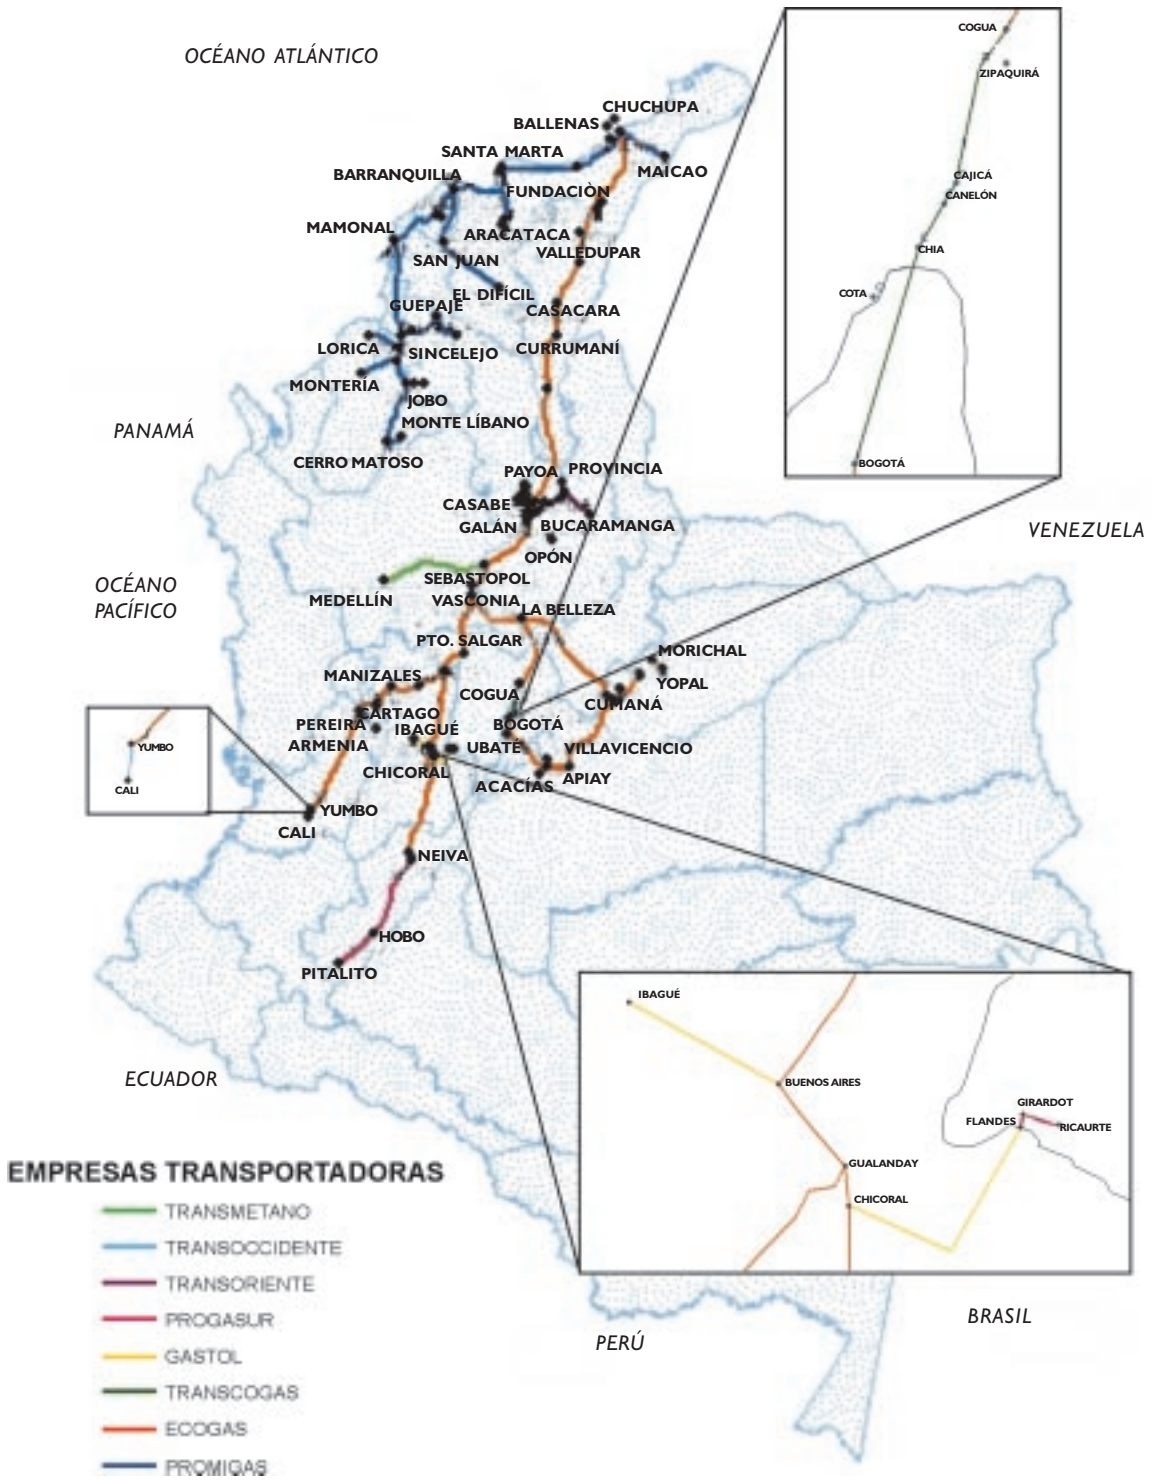 OCÉANO ATLÁNTICO
COGUA
ZIPAQUIRÁ
CAJICÁ
CANELÓN
CHIA
COTA
BOGOTÁ
CHUCHUPA
BALLENAS
SANTA MARTA
MAICAO
BARRANQUILLA
FUNDACIÒN
MAMONAL
ARACATACA
SAN JUAN
VALLEDUPAR
EL DIFÍCIL
GUEPAJÉ
CASACARA
LORICA
SINCELEJO
CURRUMANÍ
MONTERÍA
JOBO
MONTE LÍBANO
PANAMÁ
CERRO MATOSO
PAYOA
PROVINCIA
CASABE
GALÁN
BUCARAMANGA
VENEZUELA
OPÓN
OCÉANO
PACÍFICO
SEBASTOPOL
MEDELLÍN
VASCONIA
LA BELLEZA
PTO. SALGAR
MORICHAL
MANIZALES
YOPAL
COGUA
CUMANÁ
CARTAGO
PEREIRA
IBAGUÉ
BOGOTÁ
ARMENIA
UBATÉ
VILLAVICENCIO
CHICORAL
ACACÍAS
APIAY
YUMBO
CALI
YUMBO
CALI
NEIVA
HOBO
PITALITO
IBAGUÉ
BUENOS AIRES
GIRARDOT
FLANDES
RICAURTE
GUALANDAY
CHICORAL
ECUADOR
BRASIL
PERÚ
EMPRESAS TRANSPORTADORAS
TRANSMETANO
TRANSOCCIDENTE
TRANSORIENTE
PROGASUR
GASTOL
TRANSCOGAS
ECOGAS
PROMIGAS